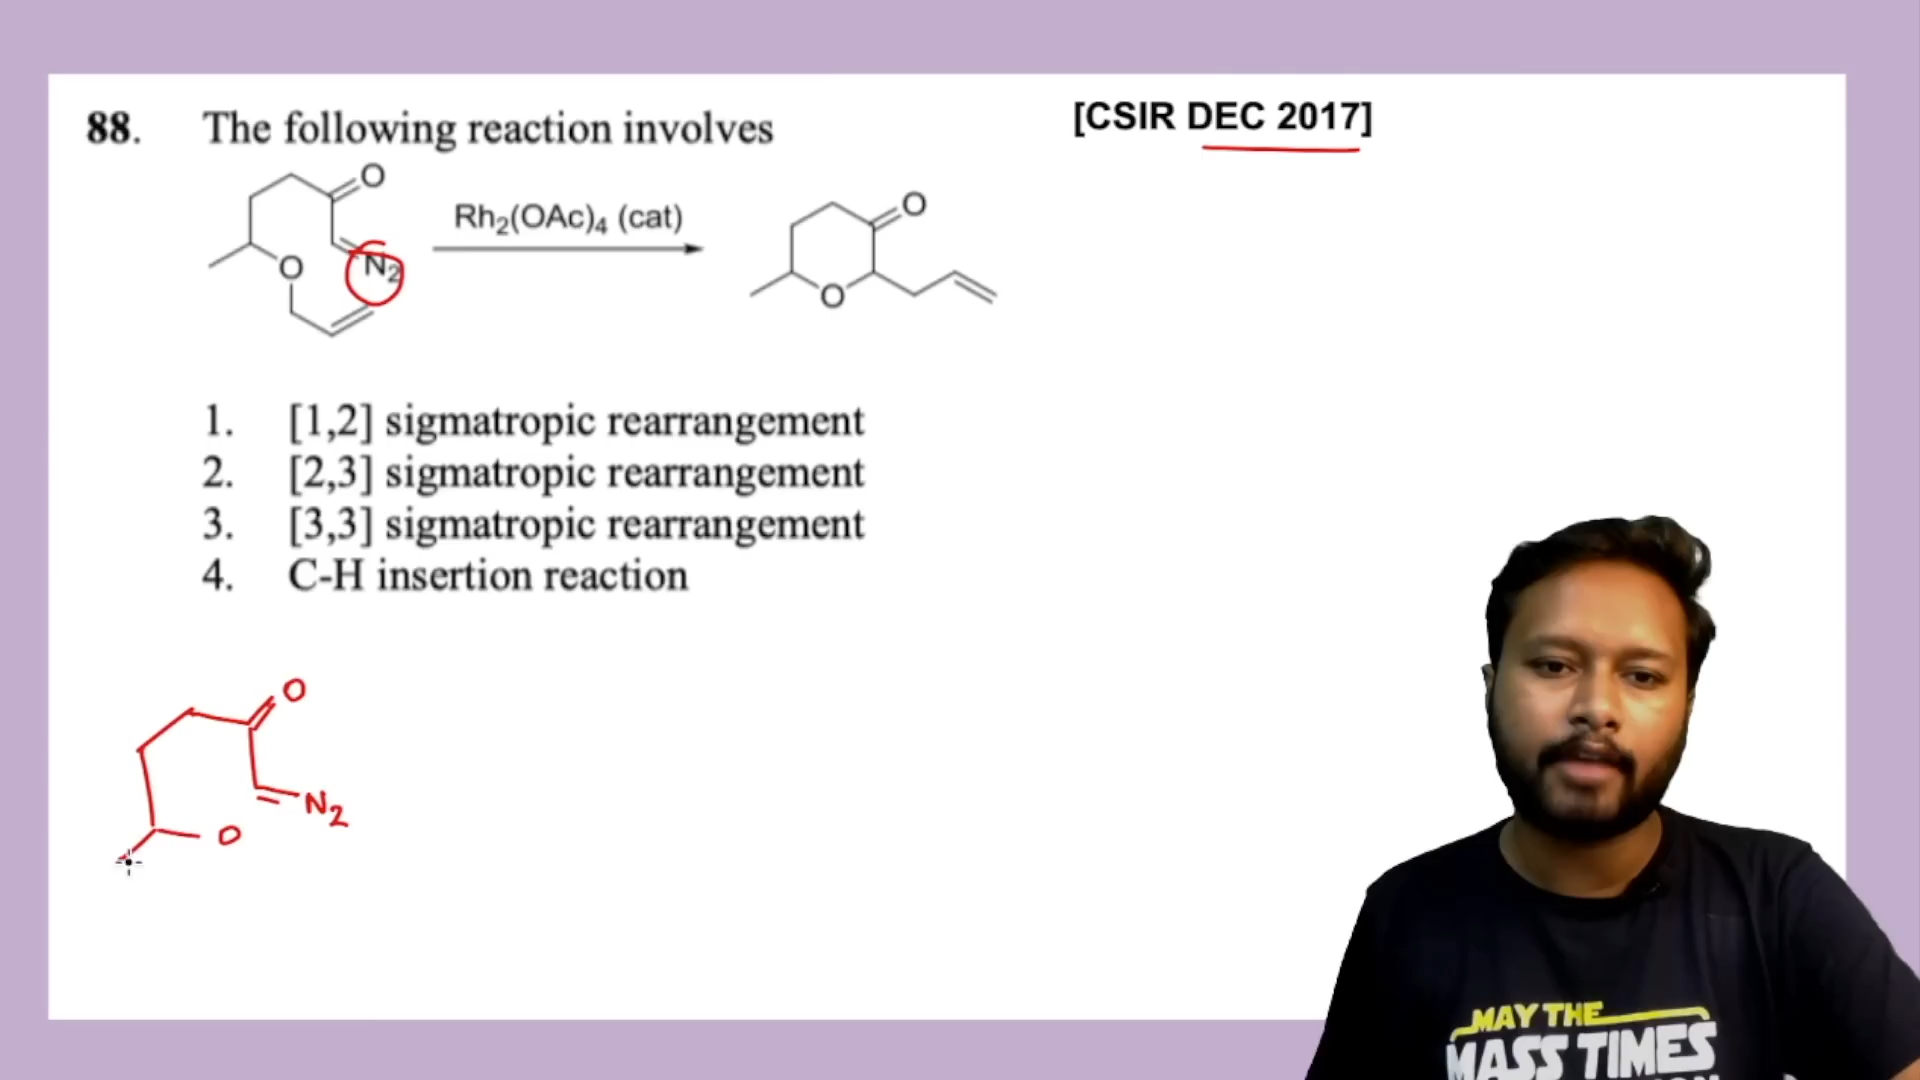 88. The following reaction involves
[CSIR DEC 2017]
O
O
N2
Rh2(OAc)4 (cat)
O
O
1. [1,2] sigmatropic rearrangement
2. [2,3] sigmatropic rearrangement
3. [3,3] sigmatropic rearrangement
4. C-H insertion reaction
O
N2
O
MAY THE
MASS TIMES